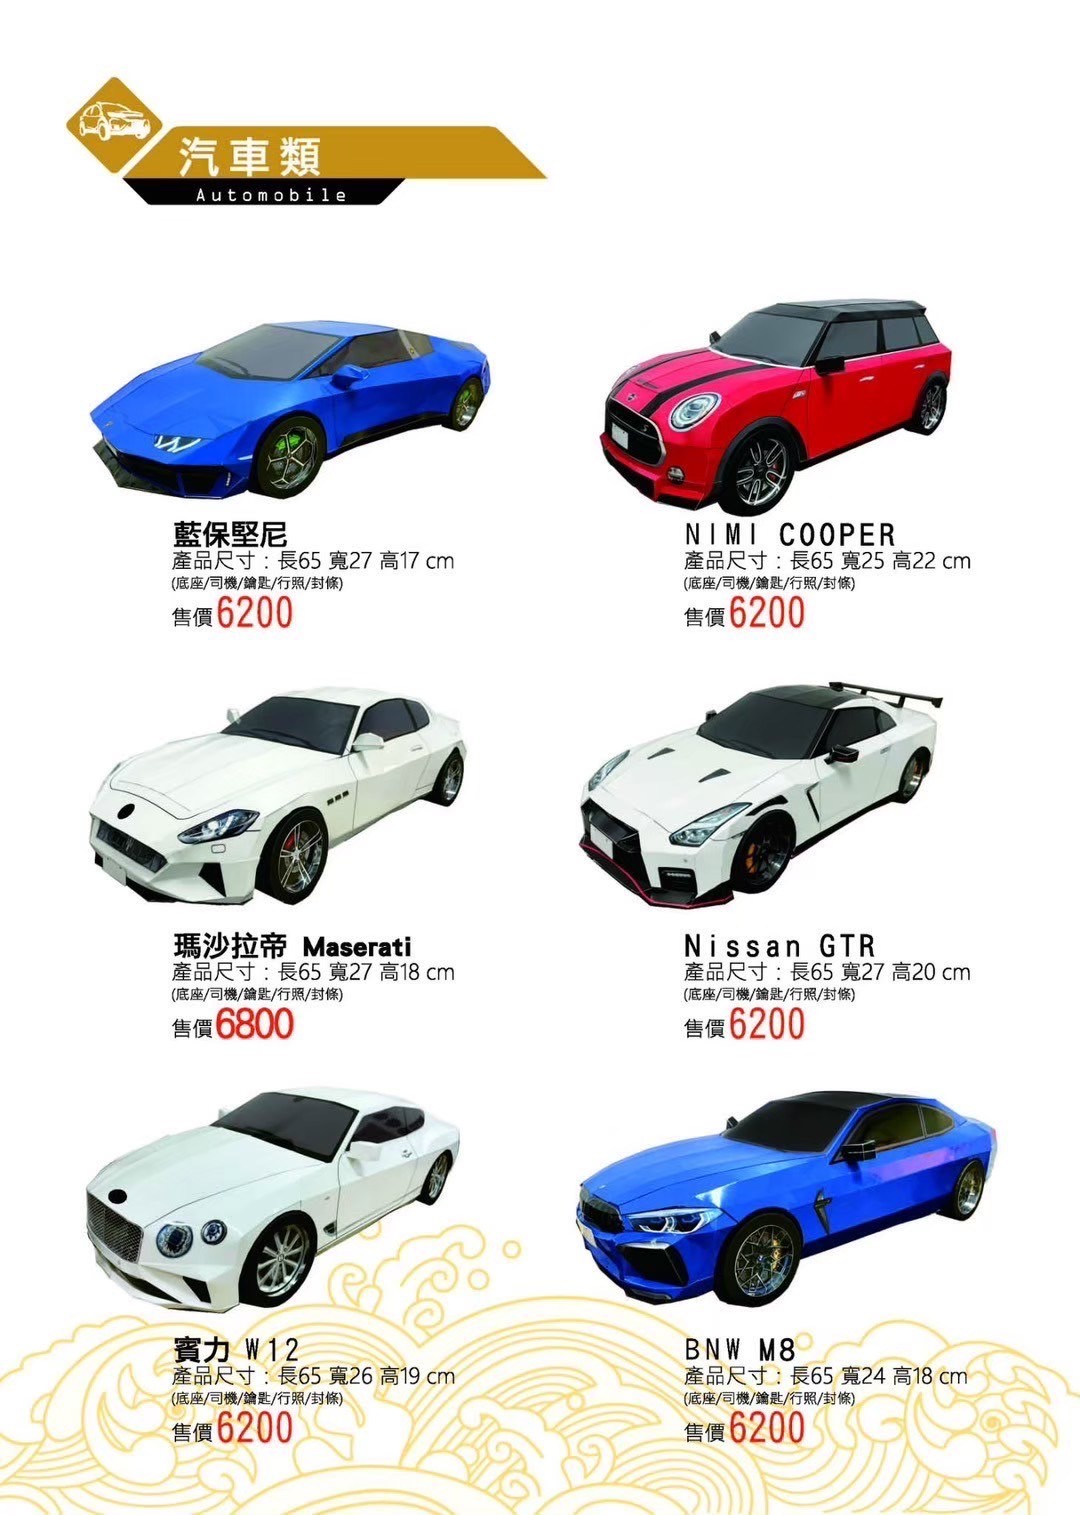 汽車類
Automobile
藍保堅尼
產品尺寸：長65 寬27 高17 cm
(底座/司機/鑰匙/行照/封條)
售價6200
NIMI COOPER
產品尺寸：長65 寬25 高22 cm
(底座/司機/鑰匙/行照/封條)
售價6200
瑪沙拉帝 Maserati
產品尺寸：長65 寬27 高18 cm
(底座/司機/鑰匙/行照/封條)
售價6800
Nissan GTR
產品尺寸：長65 寬27 高20 cm
(底座/司機/鑰匙/行照/封條)
售價6200
賓力 W12
產品尺寸：長65 寬26 高19 cm
(底座/司機/鑰匙/行照/封條)
售價6200
BNW M8
產品尺寸：長65 寬24 高18 cm
(底座/司機/鑰匙/行照/封條)
售價6200